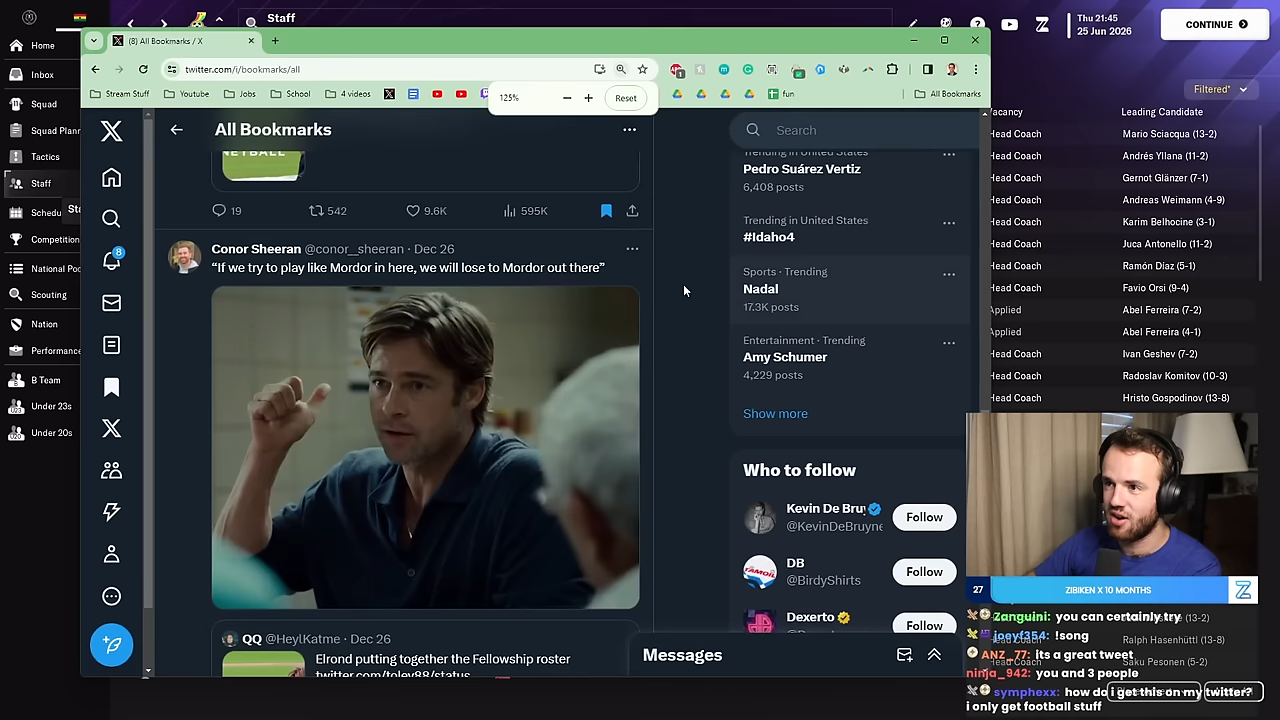 Staff
Thu 21:45
25 Jun 2026
CONTINUE
Home
Inbox
Squad
Squad Plan
Tactics
Staff
Schedu
Competition
National Poo
Scouting
Nation
Performance
B Team
Under 23s
Under 20s
(8) All Bookmarks / X
twitter.com/i/bookmarks/all
Stream Stuff
Youtube
Jobs
School
4 videos
fun
All Bookmarks
125%
Reset
All Bookmarks
NETBALL
19
542
9.6K
595K
Conor Sheeran @conor__sheeran · Dec 26
“If we try to play like Mordor in here, we will lose to Mordor out there”
QQ @HeylKatme · Dec 26
Elrond putting together the Fellowship roster
twitter.com/toley88/status
8
Search
Trending in United States
Pedro Suárez Vertiz
6,408 posts
Trending in United States
#Idaho4
Sports · Trending
Nadal
17.3K posts
Entertainment · Trending
Amy Schumer
4,229 posts
Show more
Who to follow
Kevin De Bruy
@KevinDeBruyne
Follow
DB
@BirdyShirts
Follow
Dexerto
Follow
Messages
Filtered*
Vacancy Leading Candidate
Head Coach Mario Sciacqua (13-2)
Head Coach Andrés Yllana (11-2)
Head Coach Gernot Glänzer (7-1)
Head Coach Andreas Weimann (4-9)
Head Coach Karim Belhocine (3-1)
Head Coach Juca Antonello (11-2)
Head Coach Ramón Díaz (5-1)
Head Coach Favio Orsi (9-4)
Applied Abel Ferreira (7-2)
Applied Abel Ferreira (4-1)
Head Coach Ivan Geshev (7-2)
Head Coach Radoslav Komitov (10-3)
Head Coach Hristo Gospodinov (13-8)
27
ZIBIKEN X 10 MONTHS
Zanguini: you can certainly try
joeyf354: !song
ANZ_77: its a great tweet
ninja_942: you and 3 people
symphexx: how do i get this on my twitter? i only get football stuff
(13-2)
Ralph Hasenhüttl (13-8)
Saku Pesonen (5-2)